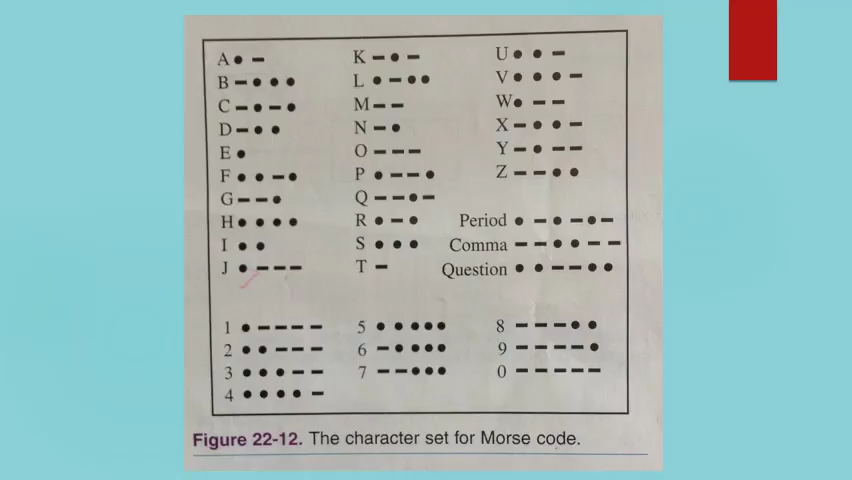 A • – K – • – U • • –
B – • • • L • – • • V • • • –
C – • – • M – – W • – –
D – • • N – • X – • • –
E • O – – – Y – • – –
F • • – • P • – – • Z – – • •
G – – • Q – – • –
H • • • • R • – • Period • – • – • –
I • • S • • • Comma – – • • – –
J • – – – T – Question • • – – • •
1 • – – – – 5 • • • • • 8 – – – • •
2 • • – – – 6 – • • • • 9 – – – – •
3 • • • – – 7 – – • • • 0 – – – – –
4 • • • • –
Figure 22-12. The character set for Morse code.